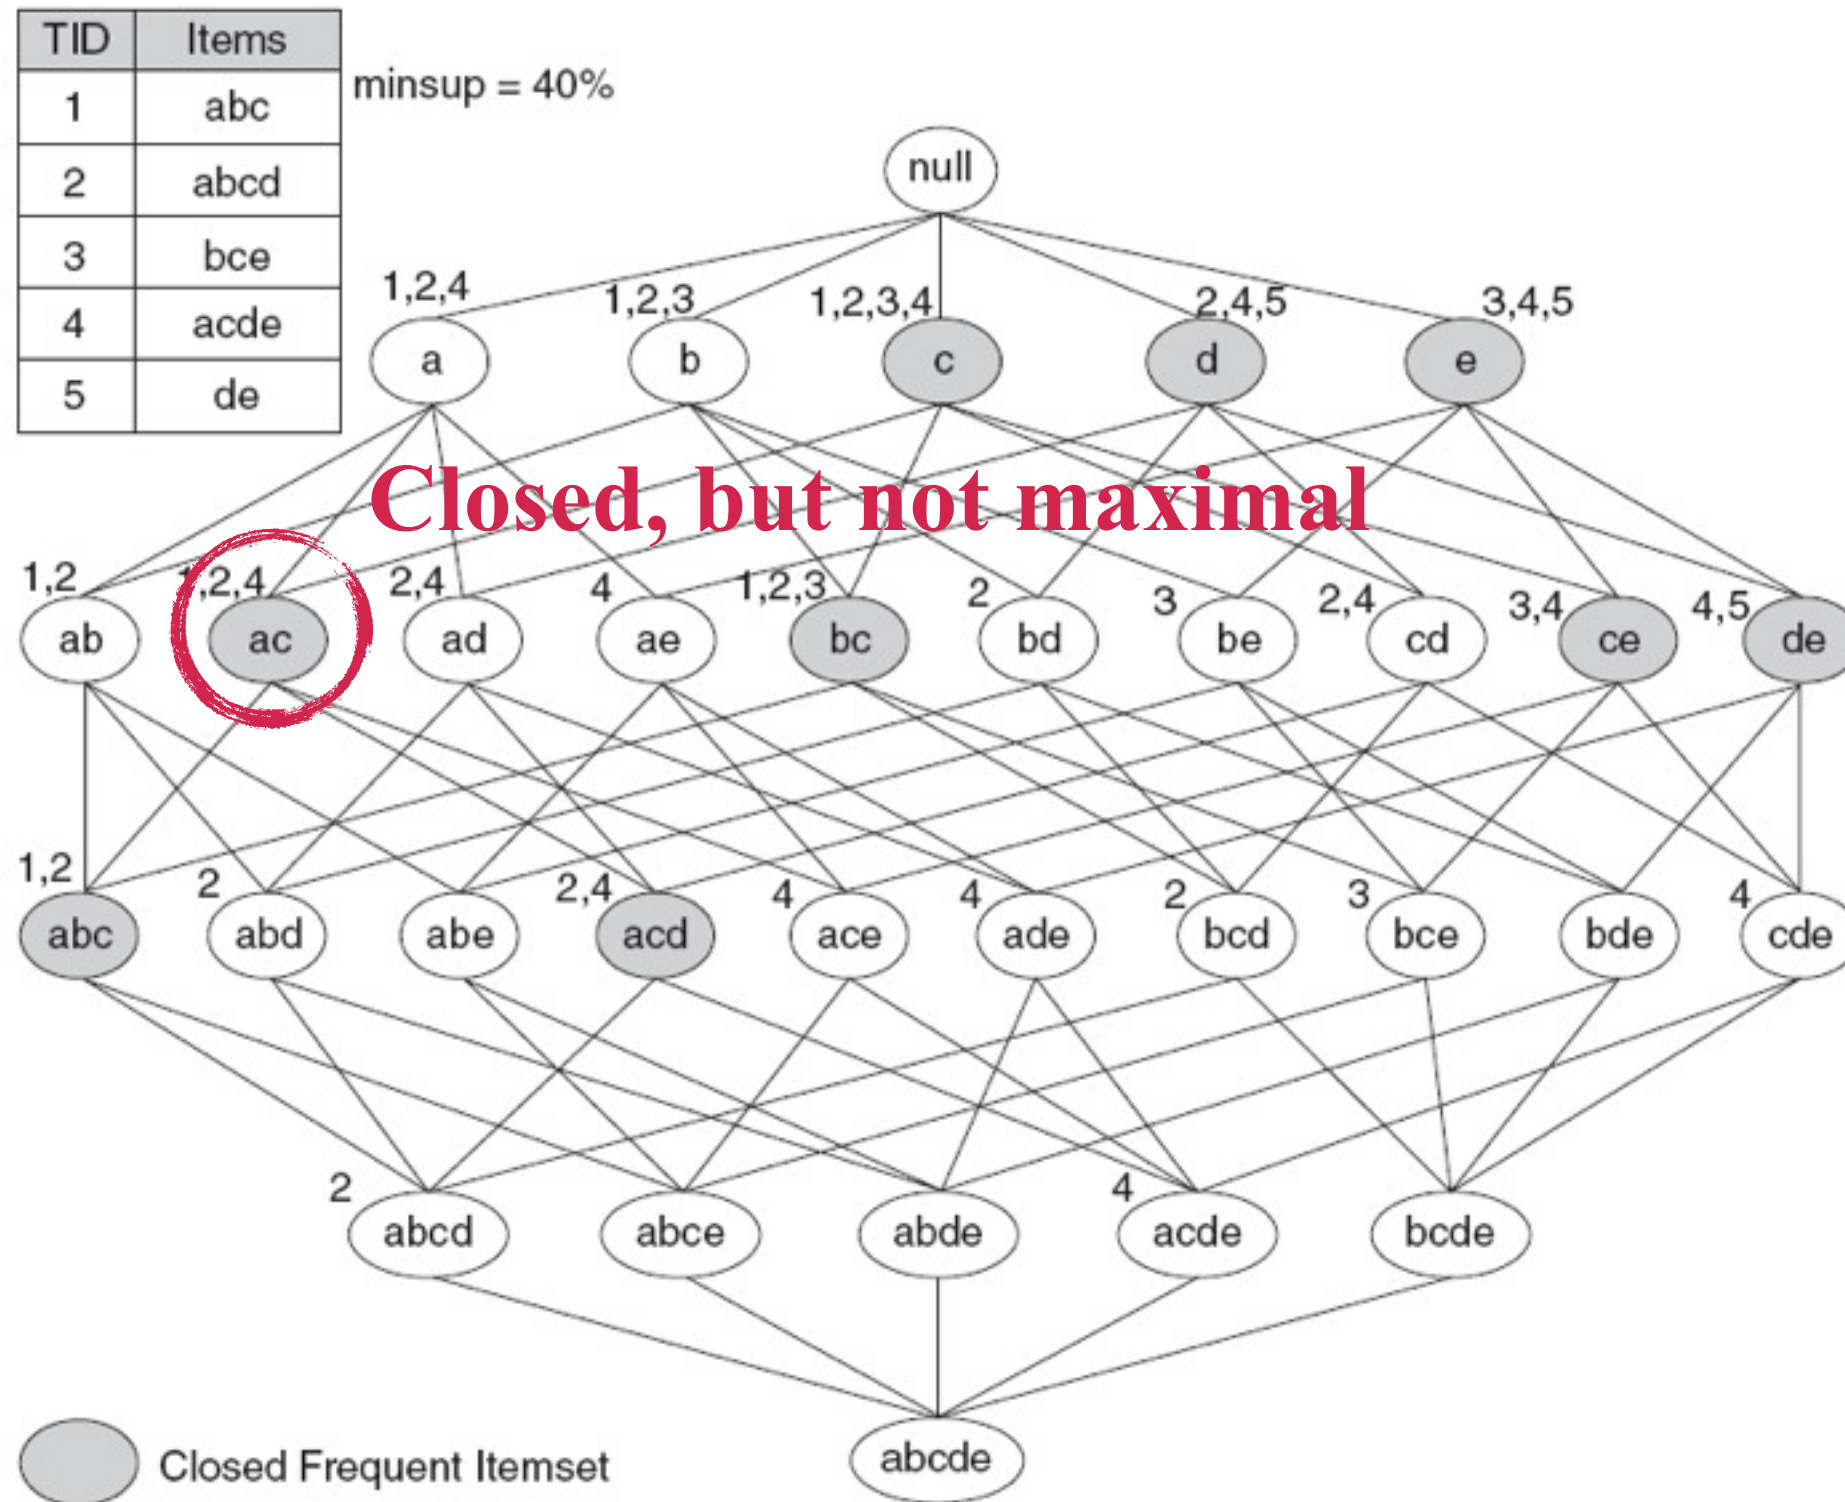 TID Items
1 abc
2 abcd
3 bce
4 acde
5 de
minsup = 40%
null
1,2,4 1,2,3 1,2,3,4 2,4,5 3,4,5
a b c d e
Closed, but not maximal
1,2 1,2,4 2,4 4 1,2,3 2 3 2,4 3,4 4,5
ab ac ad ae bc bd be cd ce de
1,2 2 2,4 4 4 2 3 4
abc abd abe acd ace ade bcd bce bde cde
2 4
abcd abce abde acde bcde
abcde
Closed Frequent Itemset